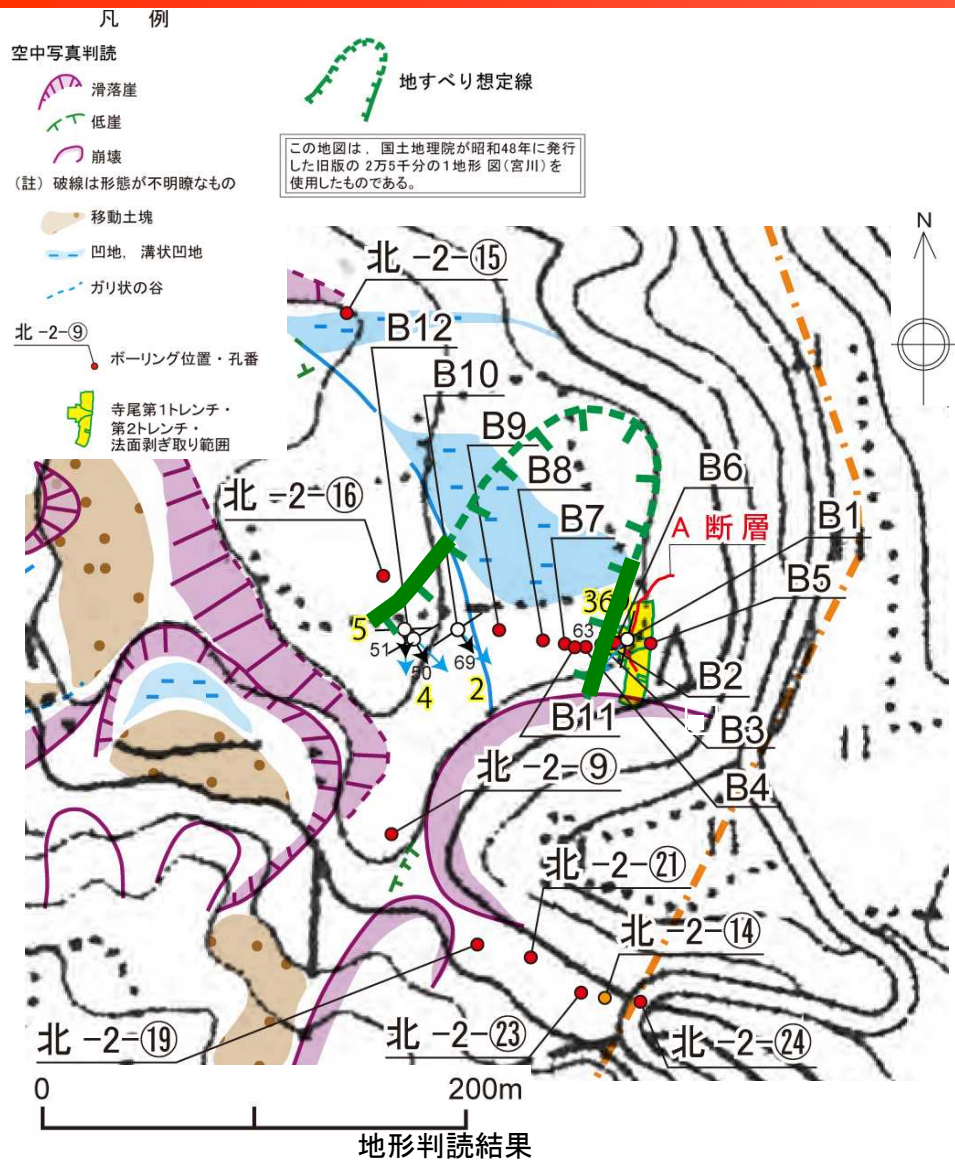 凡 例
空中写真判読
滑落崖
低崖
崩壊
(註) 破線は形態が不明瞭なもの
移動土塊
凹地, 溝状凹地
ガリ状の谷
北 -2-⑨
ボーリング位置・孔番
寺尾第1トレンチ・
第2トレンチ・
法面剥ぎ取り範囲
地すべり想定線
この地図は, 国土地理院が昭和48年に発行
した旧版の 2万5千分の1地形 図(宮川)を
使用したものである。
N
北 -2-⑮
B12
B10
B9
B8
B7
B6
B1
A 断層
B5
北 -2-⑯
36
63
5
51
50
69
4
2
B2
B11
B3
B4
北 -2-⑨
北 -2-㉑
北 -2-⑭
北 -2-⑲
北 -2-㉓
北 -2-㉔
0
200m
地形判読結果